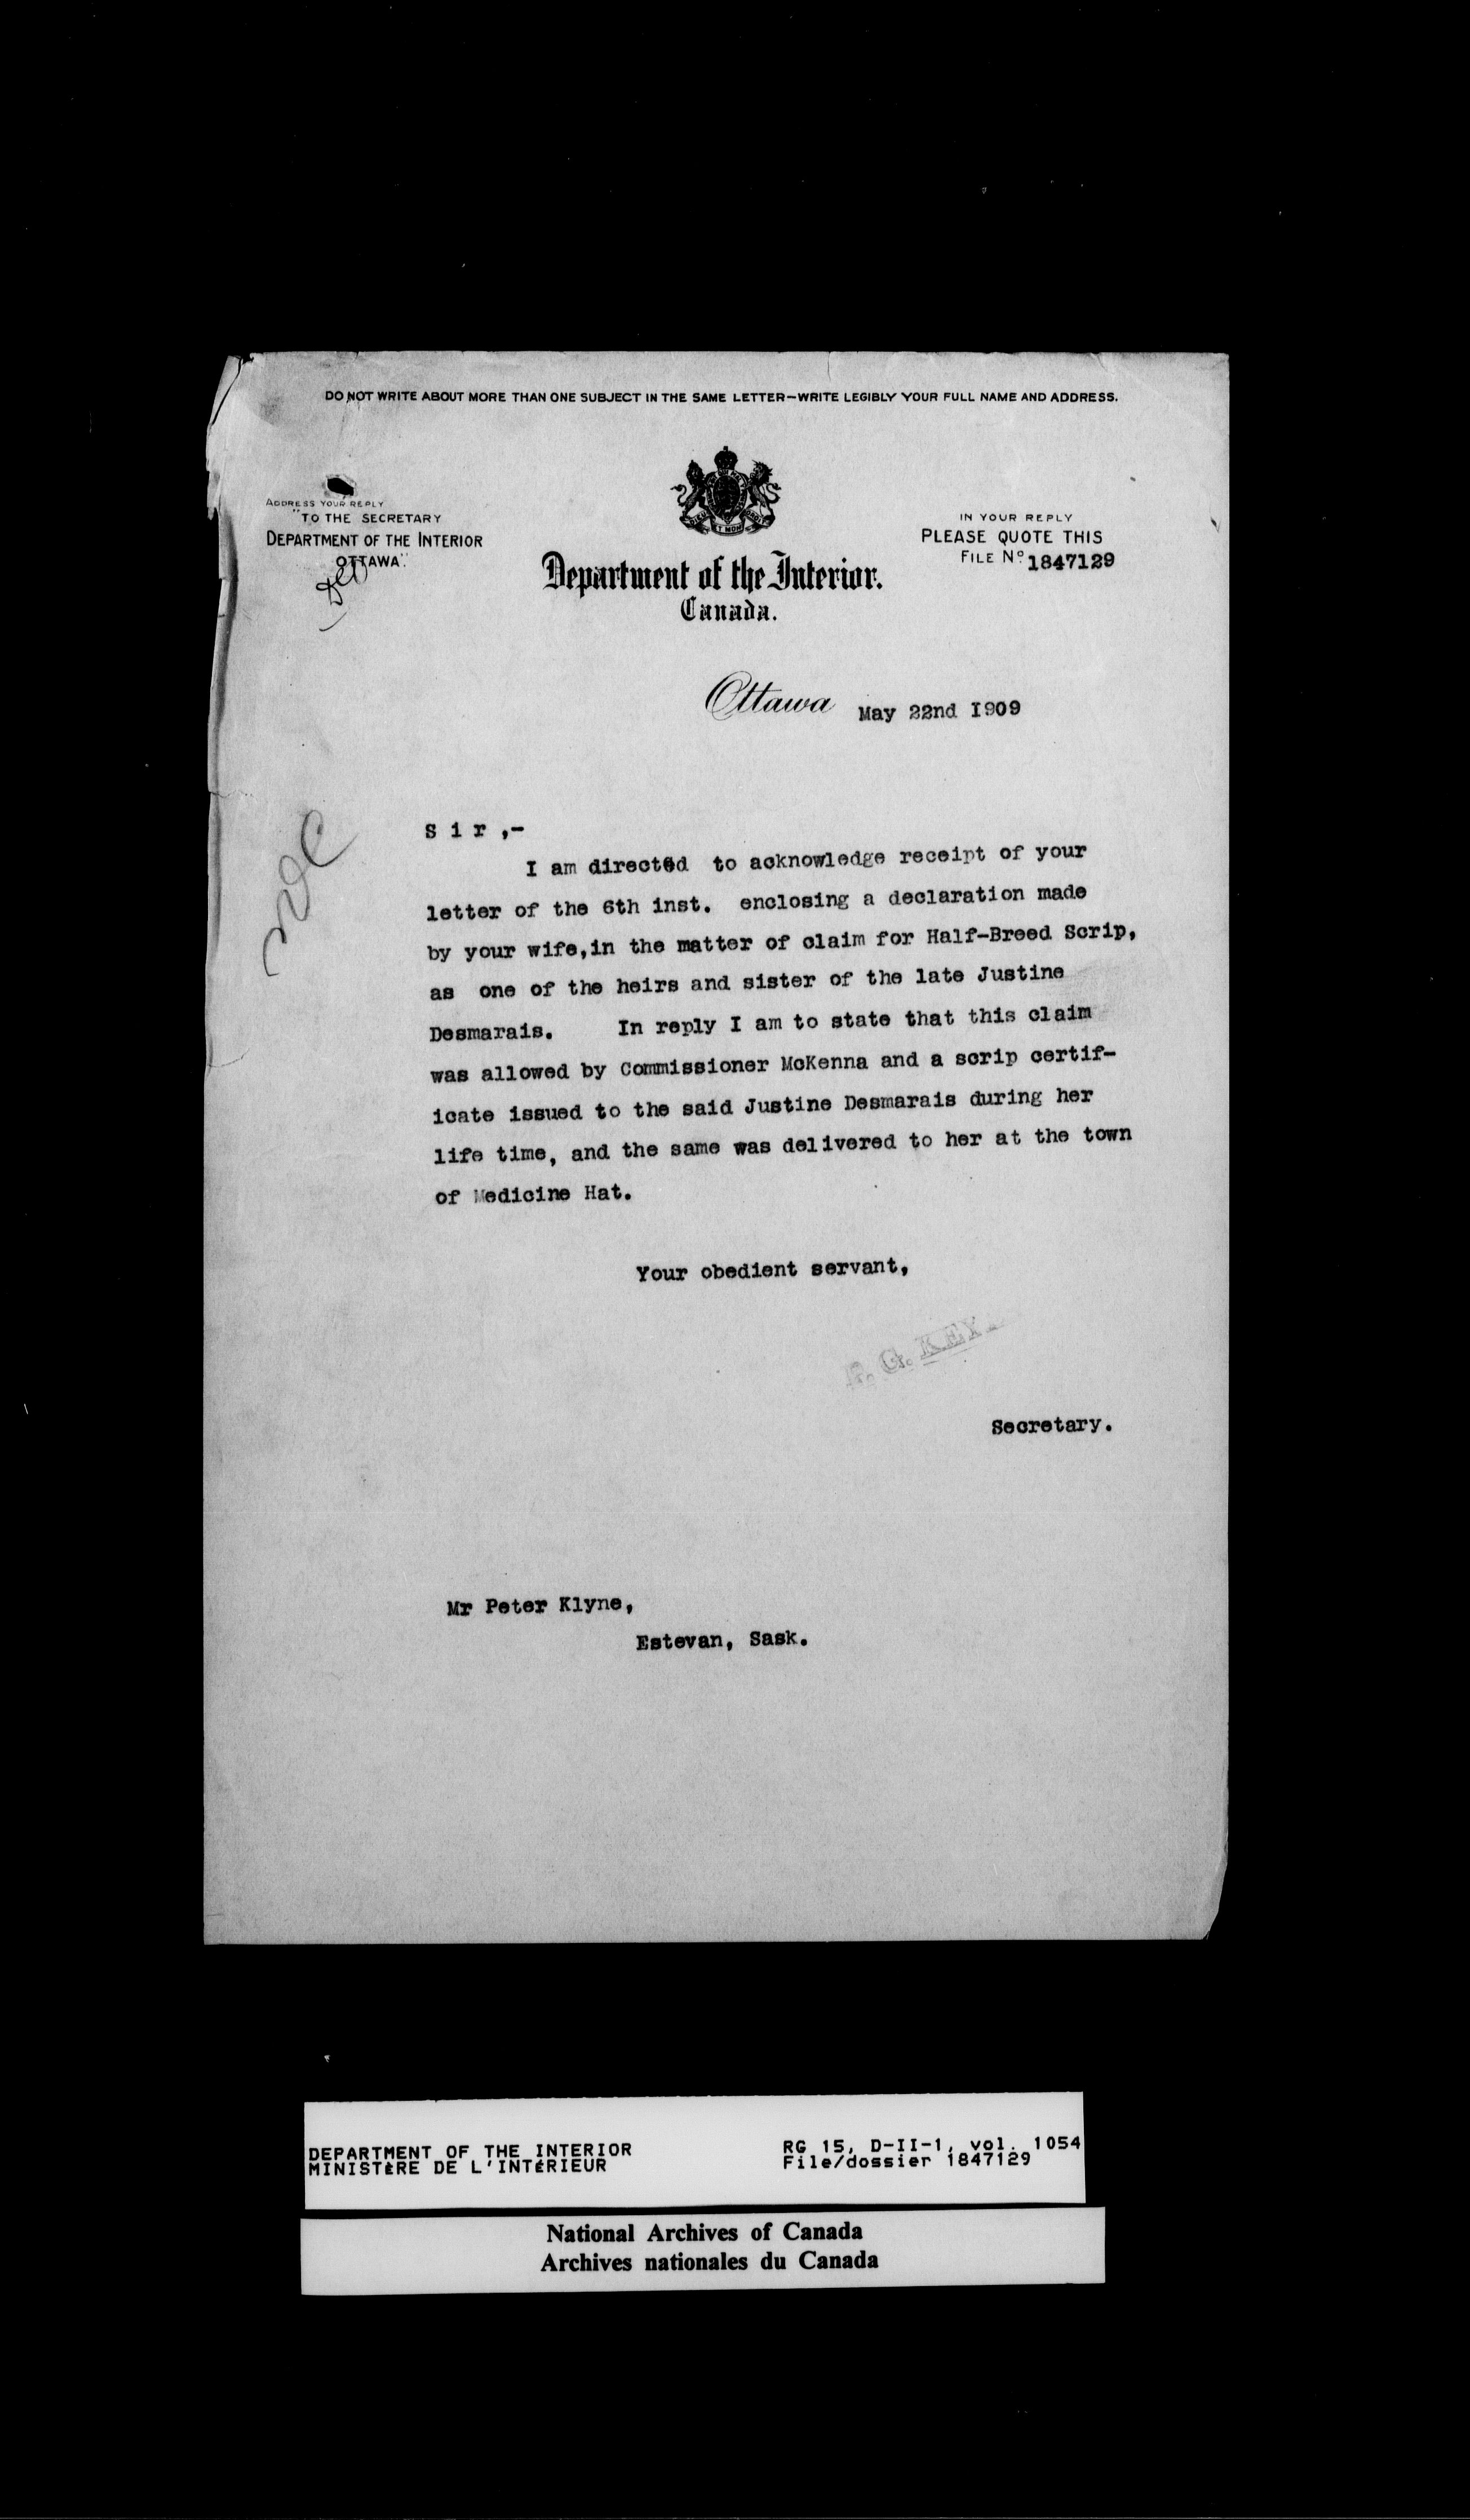 DO NOT WRITE ABOUT MORE THAN ONE SUBJECT IN THE SAME LETTER—WRITE LEGIBLY YOUR FULL NAME AND ADDRESS.
ADDRESS YOUR REPLY
"TO THE SECRETARY
DEPARTMENT OF THE INTERIOR
OTTAWA."
IN YOUR REPLY
PLEASE QUOTE THIS
FILE No 1847129
DIEU ET MON DROIT
Department of the Interior.
Canada.
Ottawa May 22nd I909
S i r ,-
I am directed to acknowledge receipt of your
letter of the 6th inst. enclosing a declaration made
by your wife,in the matter of claim for Half-Breed Scrip,
as one of the heirs and sister of the late Justine
Desmarais. In reply I am to state that this claim
was allowed by Commissioner McKenna and a scrip certif-
icate issued to the said Justine Desmarais during her
life time, and the same was delivered to her at the town
of Medicine Hat.
Your obedient servant,
P. G. KEY
Secretary.
Mr Peter Klyne,
Estevan, Sask.
DEPARTMENT OF THE INTERIOR
MINISTÈRE DE L'INTÉRIEUR
RG 15, D-II-1, vol. 1054
File/dossier 1847129
National Archives of Canada
Archives nationales du Canada